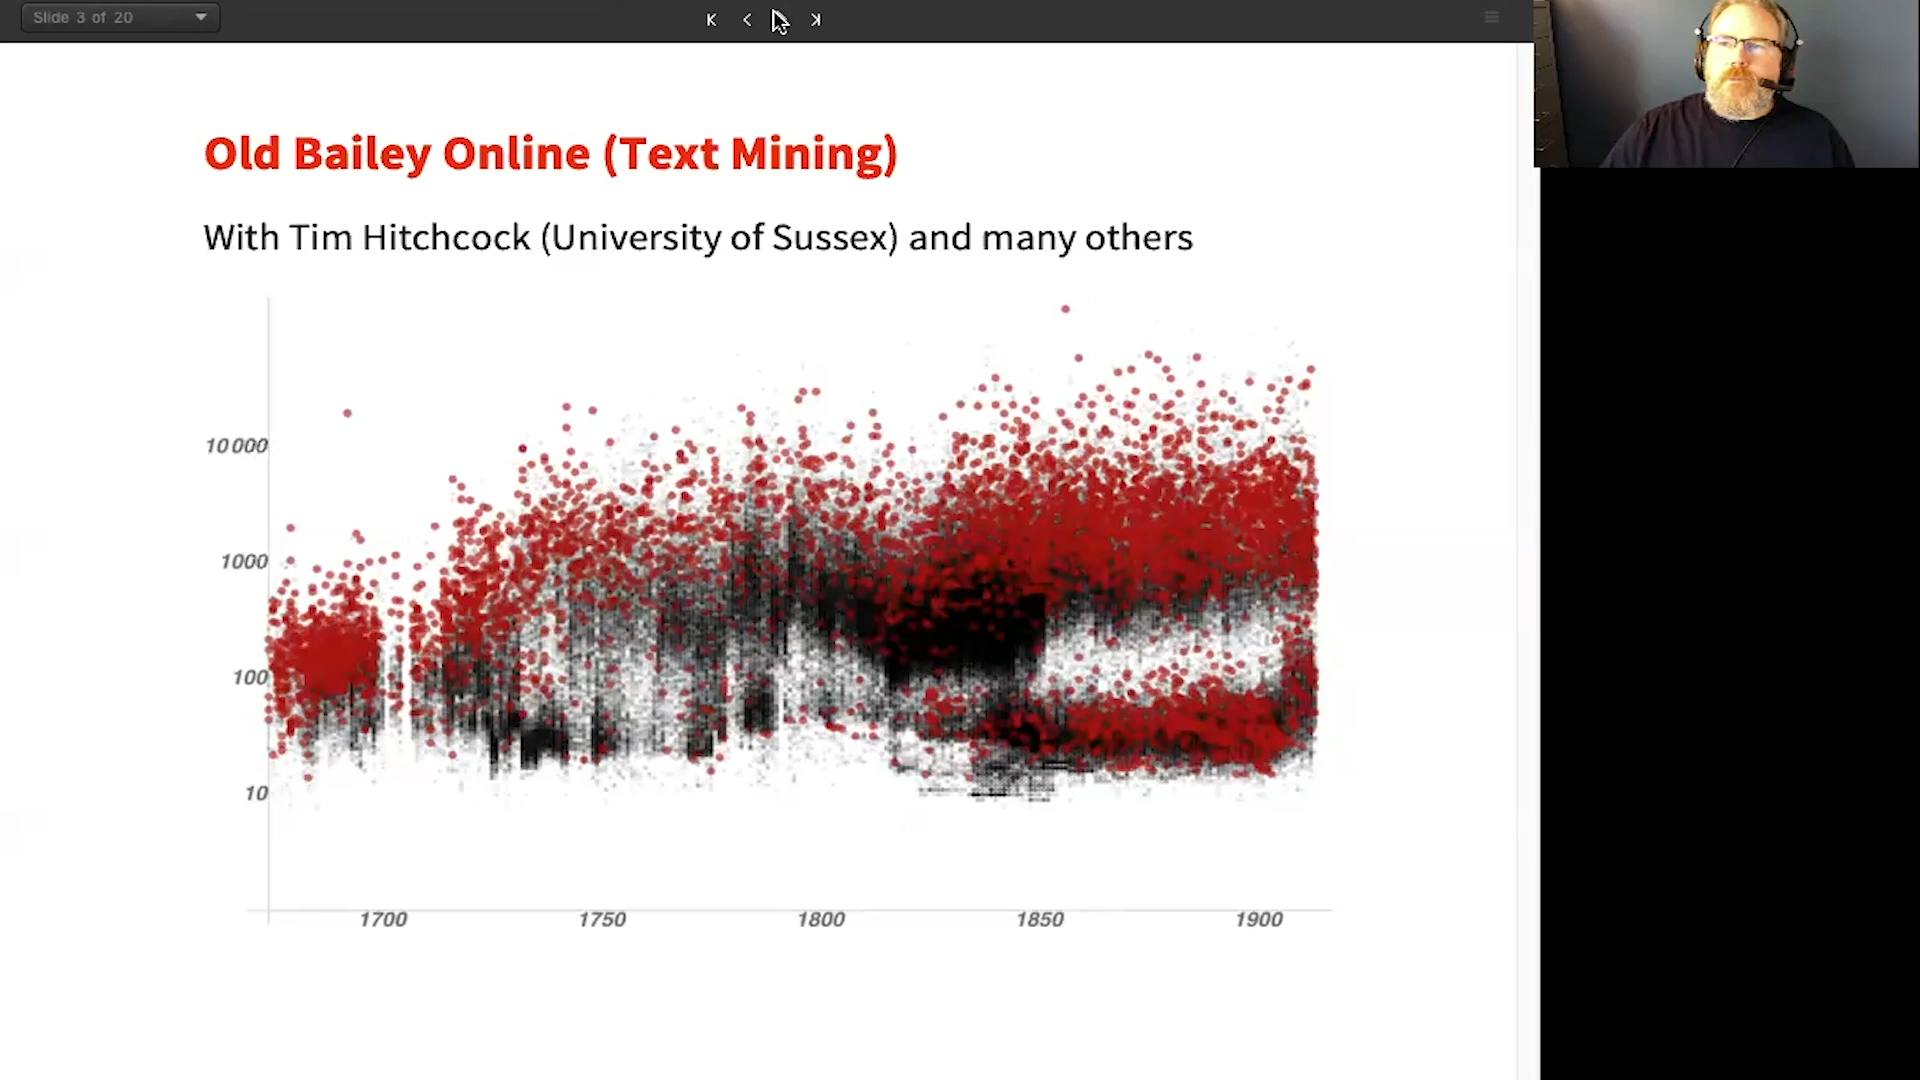 Slide 3 of 20
Old Bailey Online (Text Mining)
With Tim Hitchcock (University of Sussex) and many others
10 000
1000
100
10
1700 1750 1800 1850 1900